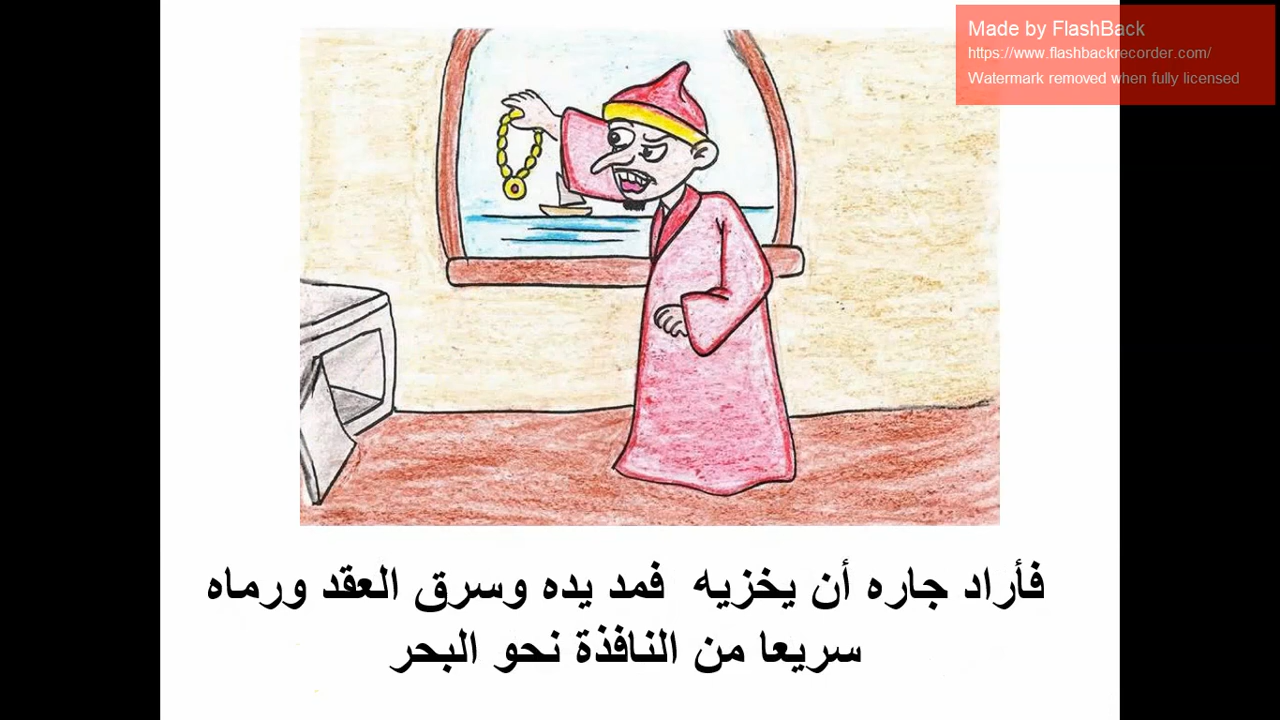 Made by FlashBack
https://www.flashbackrecorder.com/
Watermark removed when fully licensed
فأراد جاره أن يخزيه فمد يده وسرق العقد ورماه
سريعا من النافذة نحو البحر